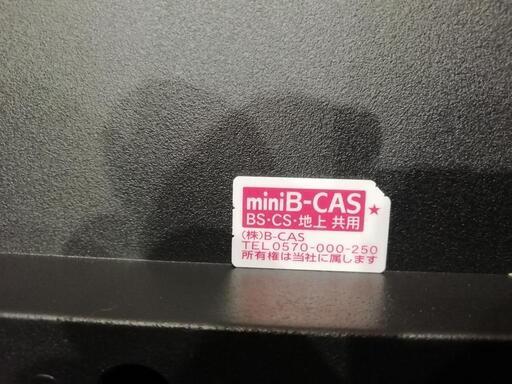 miniB-CAS
BS・CS・地上 共用
(株)B-CAS
TEL0570-000-250
所有権は当社に属します